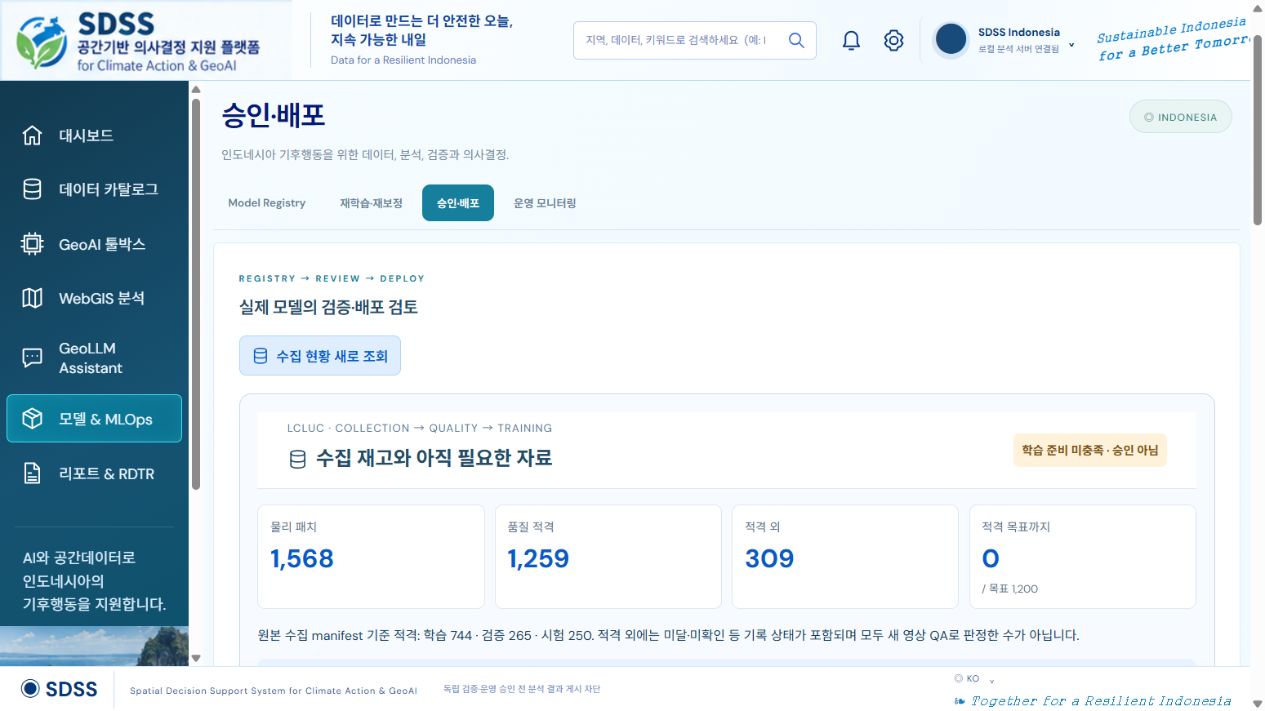 SDSS
공간기반 의사결정 지원 플랫폼
for Climate Action & GeoAI
데이터로 만드는 더 안전한 오늘,
지속 가능한 내일
Data for a Resilient Indonesia
지역, 데이터, 키워드로 검색하세요 (예:
SDSS Indonesia
로컬 분석 서버 연결됨
Sustainable Indonesia
for a Better Tomorr
대시보드
데이터 카탈로그
GeoAI 툴박스
WebGIS 분석
GeoLLM
Assistant
모델 & MLOps
리포트 & RDTR
AI와 공간데이터로
인도네시아의
기후행동을 지원합니다.
승인·배포
INDONESIA
인도네시아 기후행동을 위한 데이터, 분석, 검증과 의사결정.
Model Registry
재학습·재보정
승인·배포
운영 모니터링
REGISTRY → REVIEW → DEPLOY
실제 모델의 검증·배포 검토
수집 현황 새로 조회
LCLUC · COLLECTION → QUALITY → TRAINING
수집 재고와 아직 필요한 자료
학습 준비 미충족 · 승인 아님
물리 패치
1,568
품질 적격
1,259
적격 외
309
적격 목표까지
0
/ 목표 1,200
원본 수집 manifest 기준 적격: 학습 744 · 검증 265 · 시험 250. 적격 외에는 미달·미확인 등 기록 상태가 포함되며 모두 새 영상 QA로 판정한 수가 아닙니다.
SDSS
Spatial Decision Support System for Climate Action & GeoAI
독립 검증·운영 승인 전 분석 결과 게시 차단
KO
Together for a Resilient Indonesia